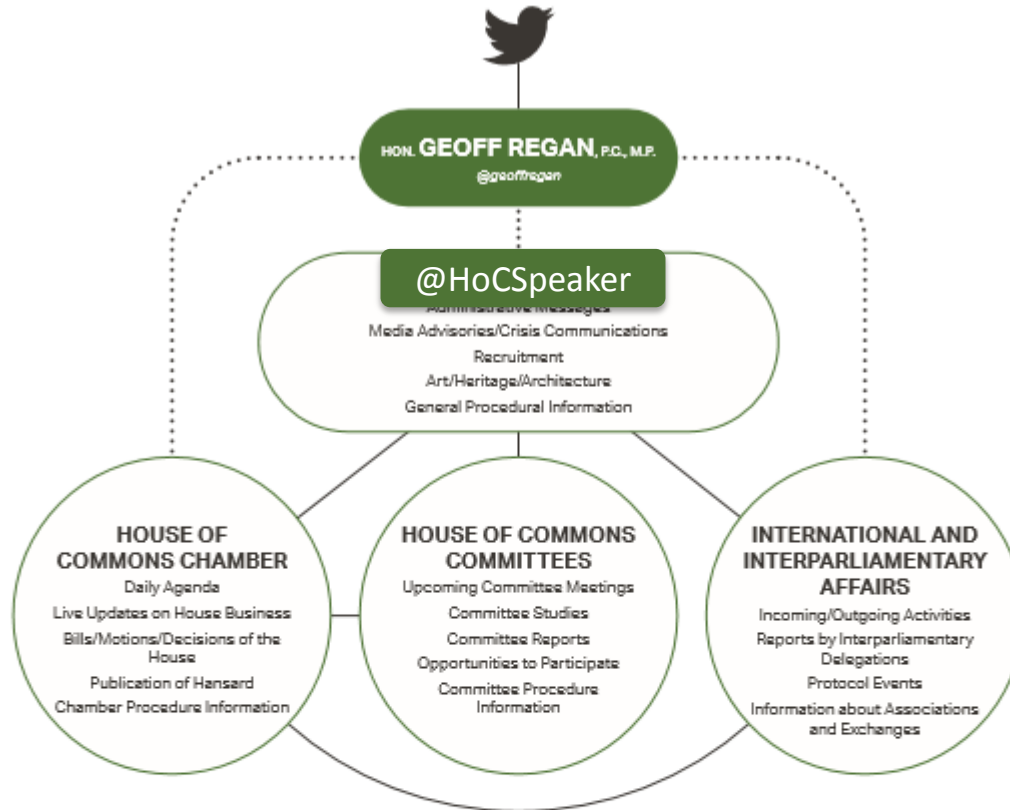 HON. GEOFF REGAN, P.C., M.P.
@geoffregan
@HoCSpeaker
Administrative Messages
Media Advisories/Crisis Communications
Recruitment
Art/Heritage/Architecture
General Procedural Information
HOUSE OF
COMMONS CHAMBER
Daily Agenda
Live Updates on House Business
Bills/Motions/Decisions of the
House
Publication of Hansard
Chamber Procedure Information
HOUSE OF COMMONS
COMMITTEES
Upcoming Committee Meetings
Committee Studies
Committee Reports
Opportunities to Participate
Committee Procedure
Information
INTERNATIONAL AND
INTERPARLIAMENTARY
AFFAIRS
Incoming/Outgoing Activities
Reports by Interparliamentary
Delegations
Protocol Events
Information about Associations
and Exchanges